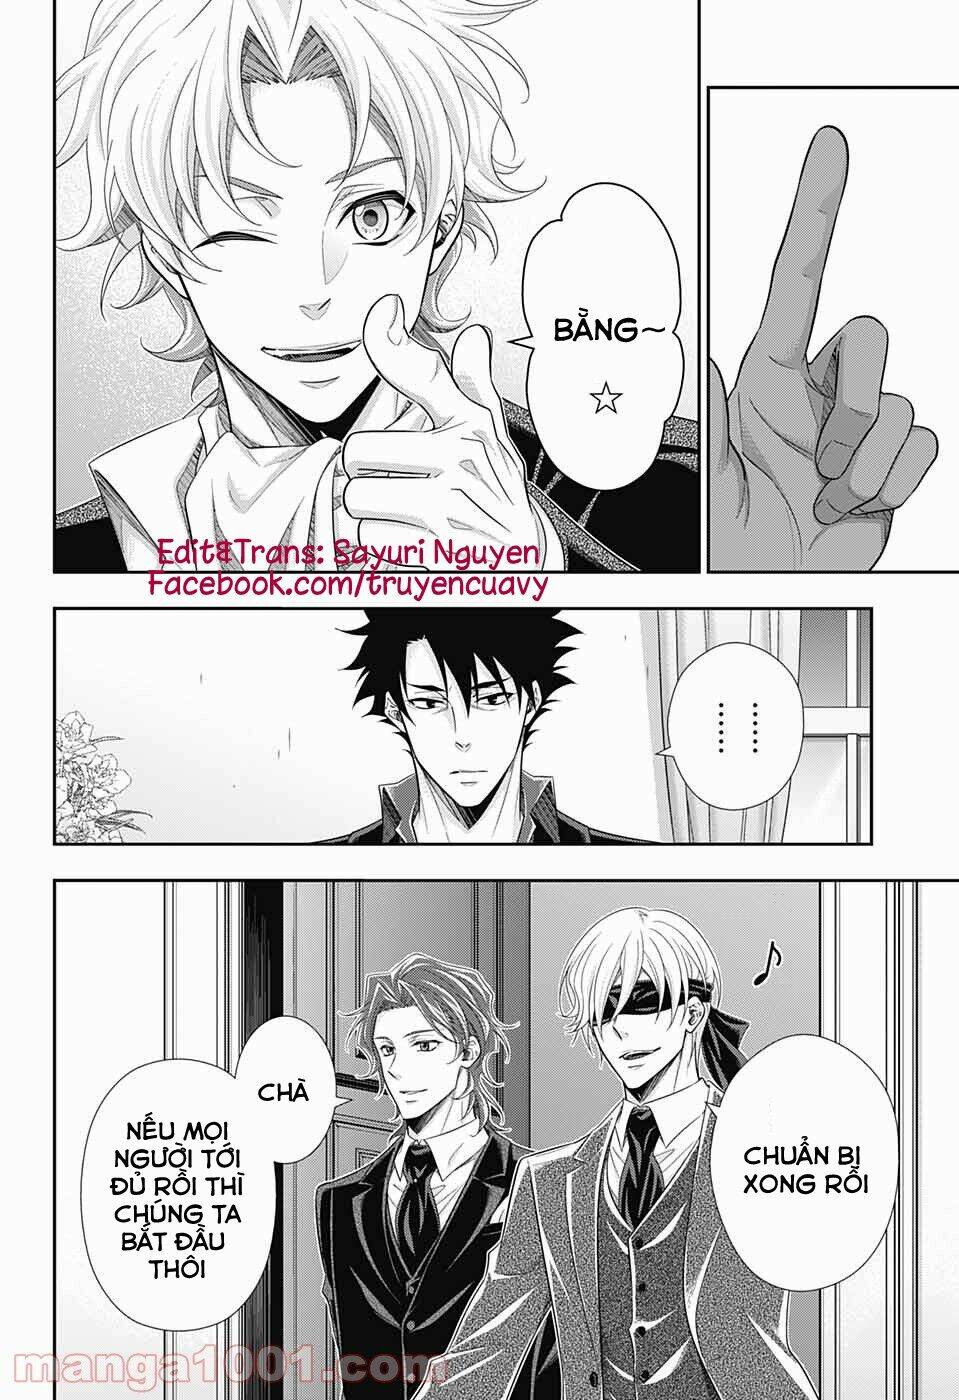 BẰNG~
☆
Edit&Trans: Sayuri Nguyen
Facebook.com/truyencuavy
......
......
CHUẨN BỊ
XONG RỒI
♪
CHÀ
NẾU MỌI
NGƯỜI TỚI
ĐỦ RỒI THÌ
CHÚNG TA
BẮT ĐẦU
THÔI
manga1001.com